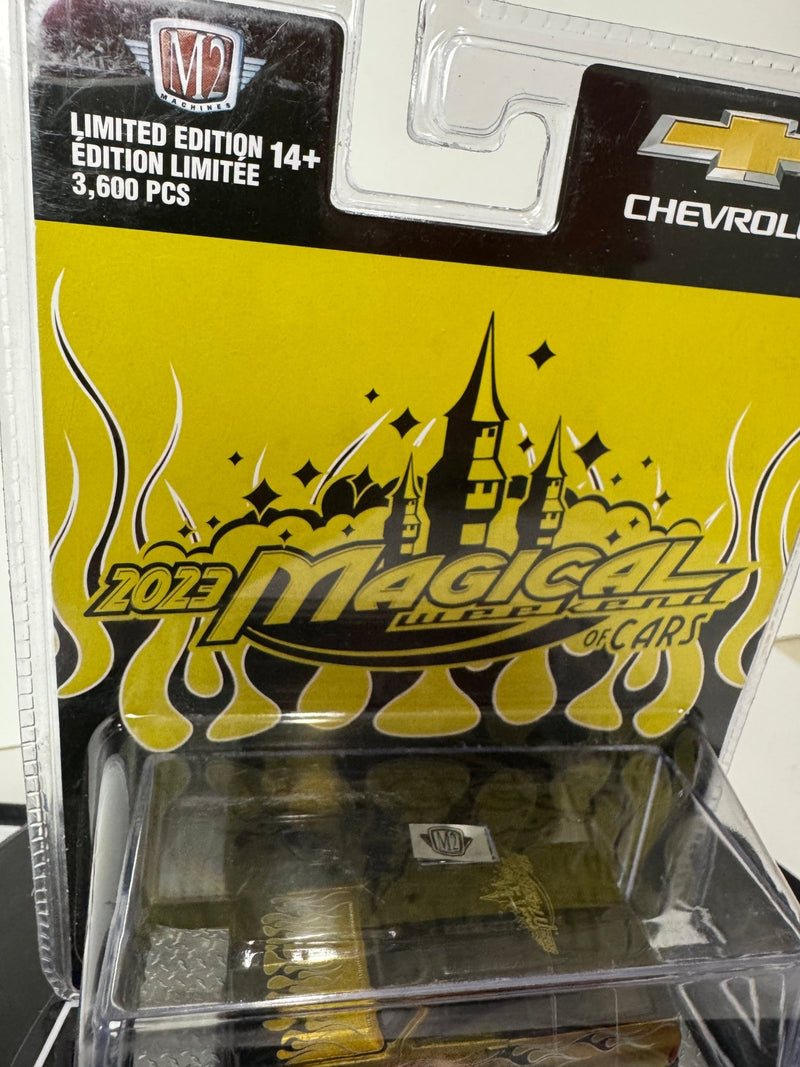 M2
MACHINES
LIMITED EDITION 14+
ÉDITION LIMITÉE
3,600 PCS
CHEVROL
2023 MAGICAL
weekend
OF CARS
M2